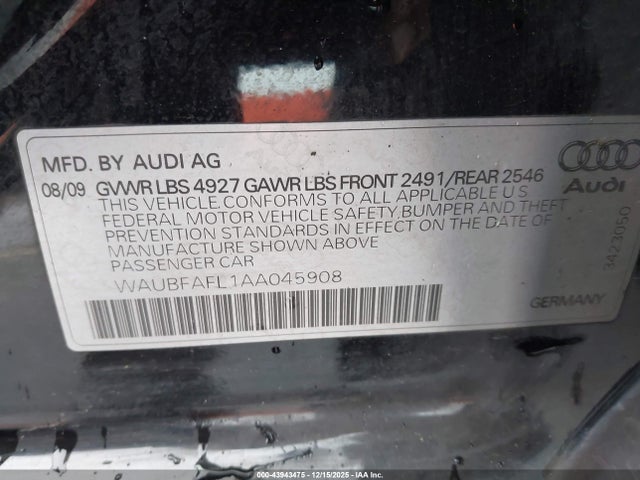 MFD. BY AUDI AG
08/09 GVWR LBS 4927 GAWR LBS FRONT 2491/REAR 2546
THIS VEHICLE CONFORMS TO ALL APPLICABLE U S
FEDERAL MOTOR VEHICLE SAFETY, BUMPER AND THEFT
PREVENTION STANDARDS IN EFFECT ON THE DATE OF
MANUFACTURE SHOWN ABOVE
PASSENGER CAR
WAUBFAFL1AA045908
Audi
3423050
GERMANY
000-43943475 - 12/15/2025 - COPYRIGHT IAA, LLC.